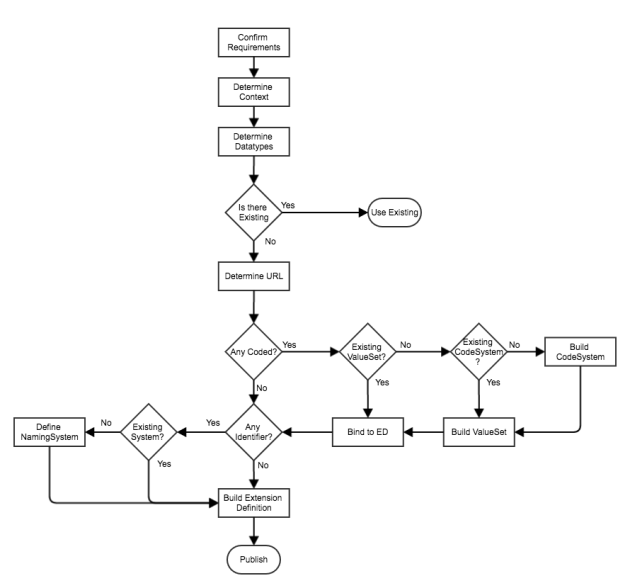 Confirm
Requirements
Determine
Context
Determine
Datatypes
Is there
Existing
Yes
Use Existing
No
Determine URL
Any Coded?
Yes
Existing
ValueSet?
No
Existing
CodeSystem
?
No
Build
CodeSystem
No
Yes
Yes
Define
NamingSystem
No
Existing
System?
Yes
Any
Identifier?
Bind to ED
Build ValueSet
Yes
No
Build Extension
Definition
Publish